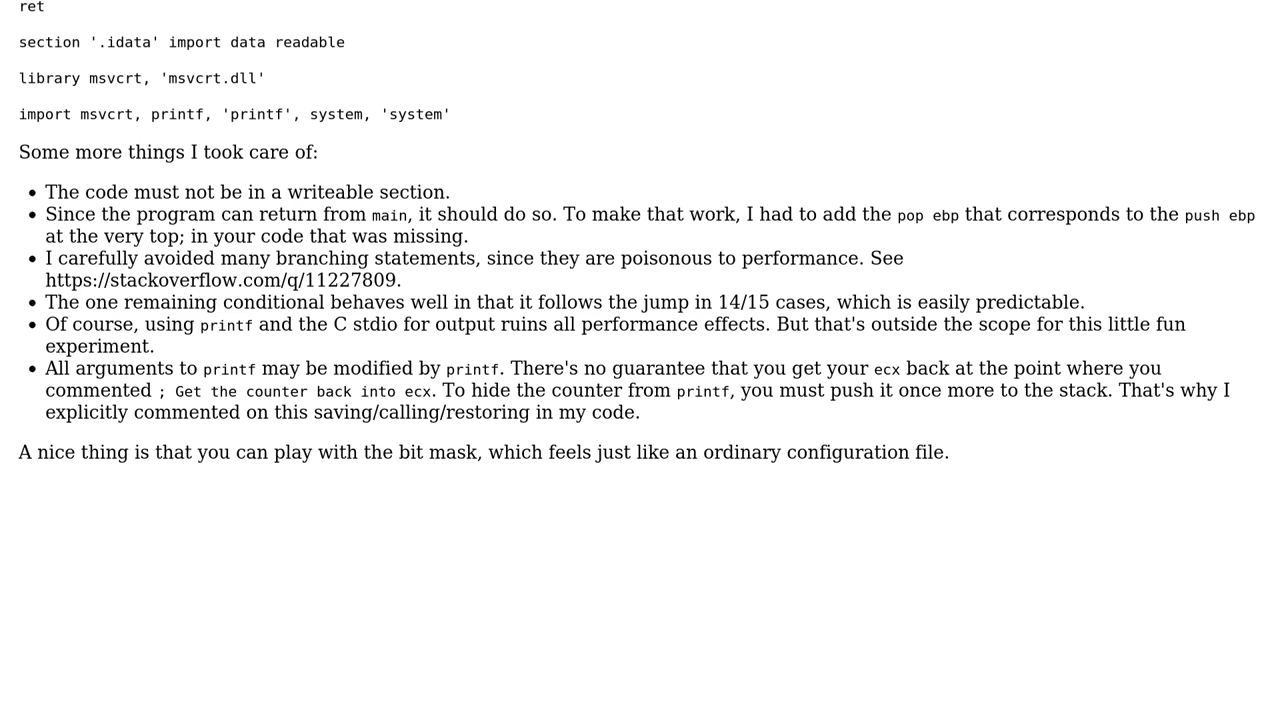 ret
section '.idata' import data readable
library msvcrt, 'msvcrt.dll'
import msvcrt, printf, 'printf', system, 'system'
Some more things I took care of:
• The code must not be in a writeable section.
• Since the program can return from main, it should do so. To make that work, I had to add the pop ebp that corresponds to the push ebp
at the very top; in your code that was missing.
• I carefully avoided many branching statements, since they are poisonous to performance. See
https://stackoverflow.com/q/11227809.
• The one remaining conditional behaves well in that it follows the jump in 14/15 cases, which is easily predictable.
• Of course, using printf and the C stdio for output ruins all performance effects. But that's outside the scope for this little fun
experiment.
• All arguments to printf may be modified by printf. There's no guarantee that you get your ecx back at the point where you
commented ; Get the counter back into ecx. To hide the counter from printf, you must push it once more to the stack. That's why I
explicitly commented on this saving/calling/restoring in my code.
A nice thing is that you can play with the bit mask, which feels just like an ordinary configuration file.